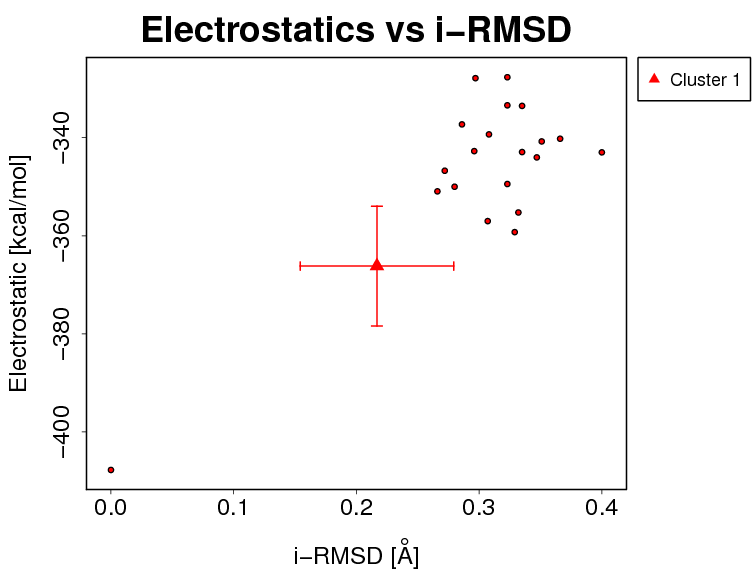 Electrostatics vs i−RMSD
Cluster 1
Electrostatic [kcal/mol]
−340
−360
−380
−400
0.0 0.1 0.2 0.3 0.4
i−RMSD [Å]